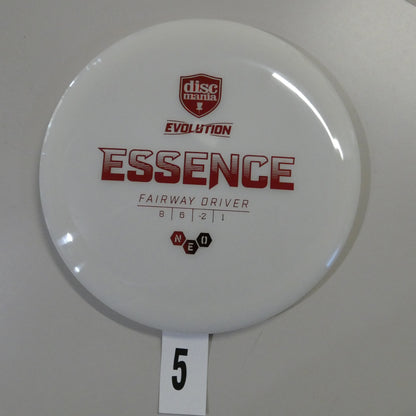 disc
mania
EVOLUTION
ESSENCE
FAIRWAY DRIVER
8 | 6 | -2 | 1
NEO
5